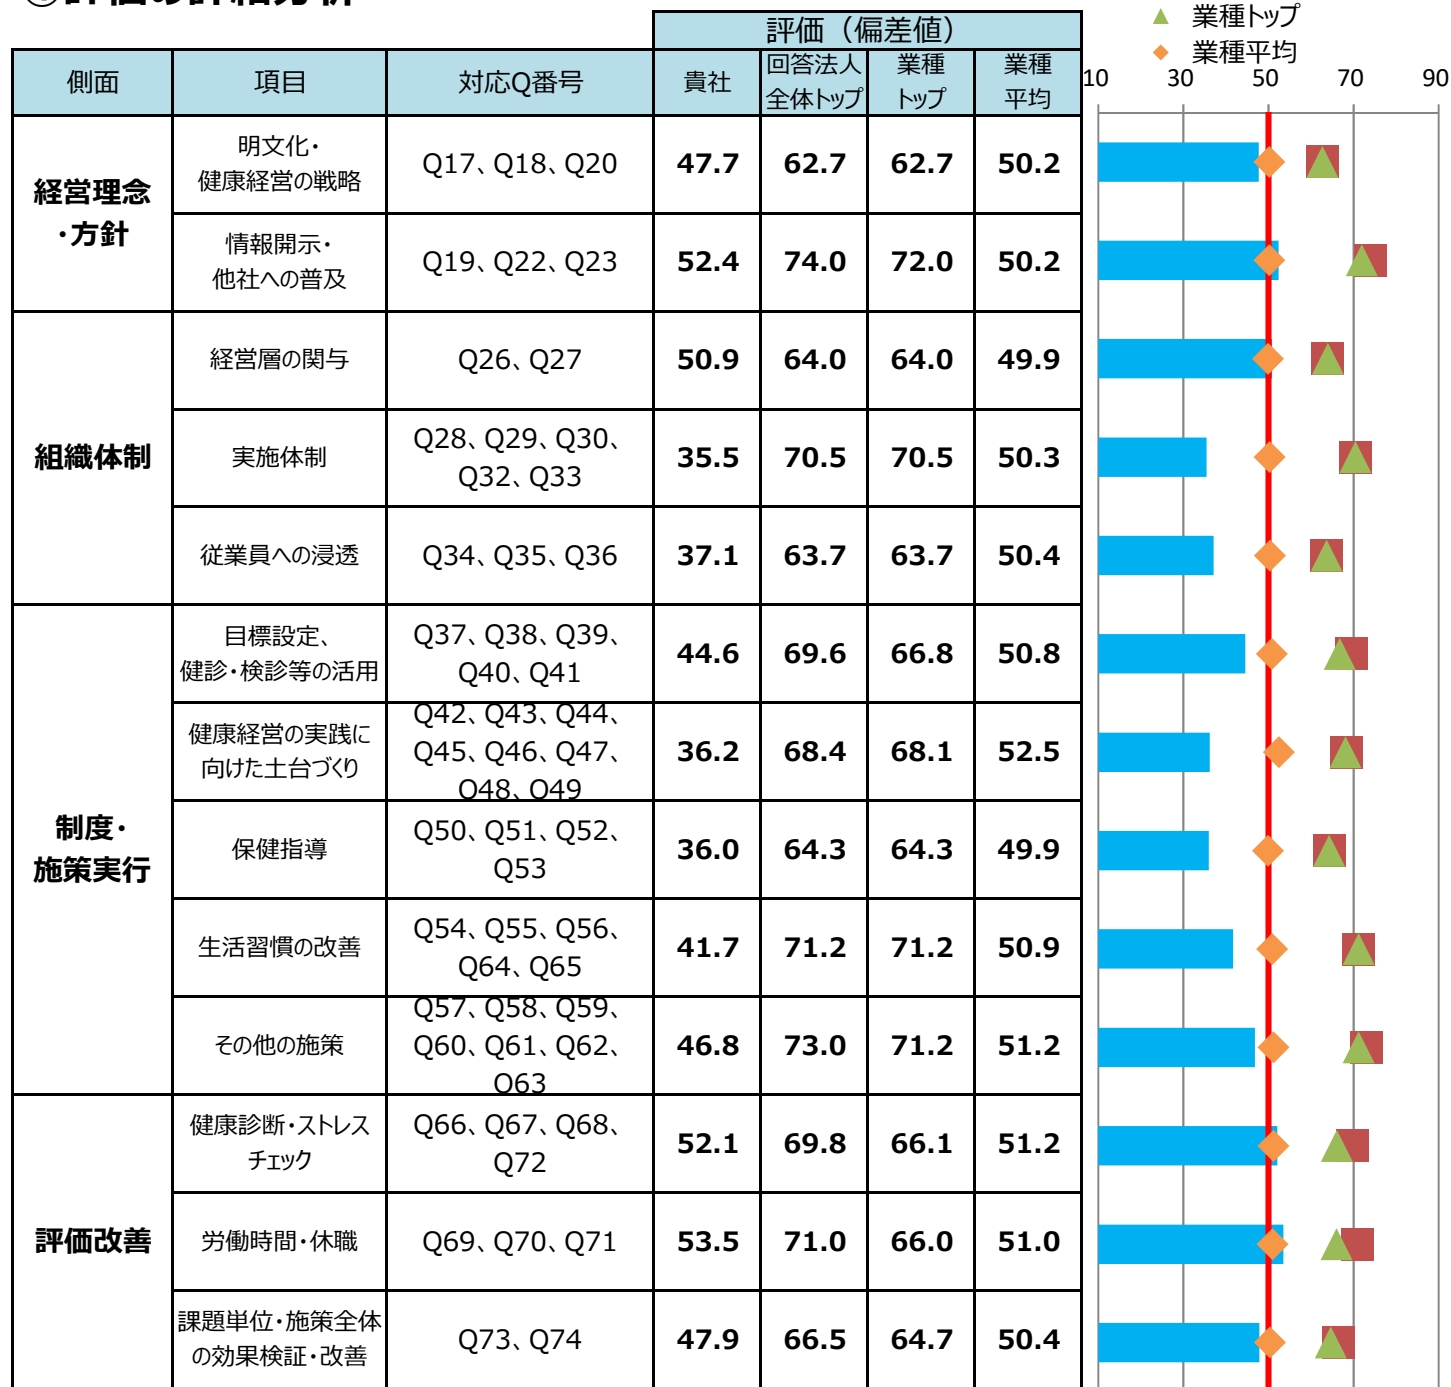 ▲ 業種トップ
◆ 業種平均
10 30 50 70 90
評価（偏差値）
側面 項目 対応Q番号 貴社 回答法人全体トップ 業種トップ 業種平均
経営理念
・方針
明文化・
健康経営の戦略
Q17、Q18、Q20
47.7 62.7 62.7 50.2
情報開示・
他社への普及
Q19、Q22、Q23
52.4 74.0 72.0 50.2
組織体制
経営層の関与
Q26、Q27
50.9 64.0 64.0 49.9
実施体制
Q28、Q29、Q30、
Q32、Q33
35.5 70.5 70.5 50.3
従業員への浸透
Q34、Q35、Q36
37.1 63.7 63.7 50.4
制度・
施策実行
目標設定、
健診・検診等の活用
Q37、Q38、Q39、
Q40、Q41
44.6 69.6 66.8 50.8
健康経営の実践に
向けた土台づくり
Q42、Q43、Q44、
Q45、Q46、Q47、
Q48、Q49
36.2 68.4 68.1 52.5
保健指導
Q50、Q51、Q52、
Q53
36.0 64.3 64.3 49.9
生活習慣の改善
Q54、Q55、Q56、
Q64、Q65
41.7 71.2 71.2 50.9
その他の施策
Q57、Q58、Q59、
Q60、Q61、Q62、
Q63
46.8 73.0 71.2 51.2
評価改善
健康診断・ストレス
チェック
Q66、Q67、Q68、
Q72
52.1 69.8 66.1 51.2
労働時間・休職
Q69、Q70、Q71
53.5 71.0 66.0 51.0
課題単位・施策全体
の効果検証・改善
Q73、Q74
47.9 66.5 64.7 50.4